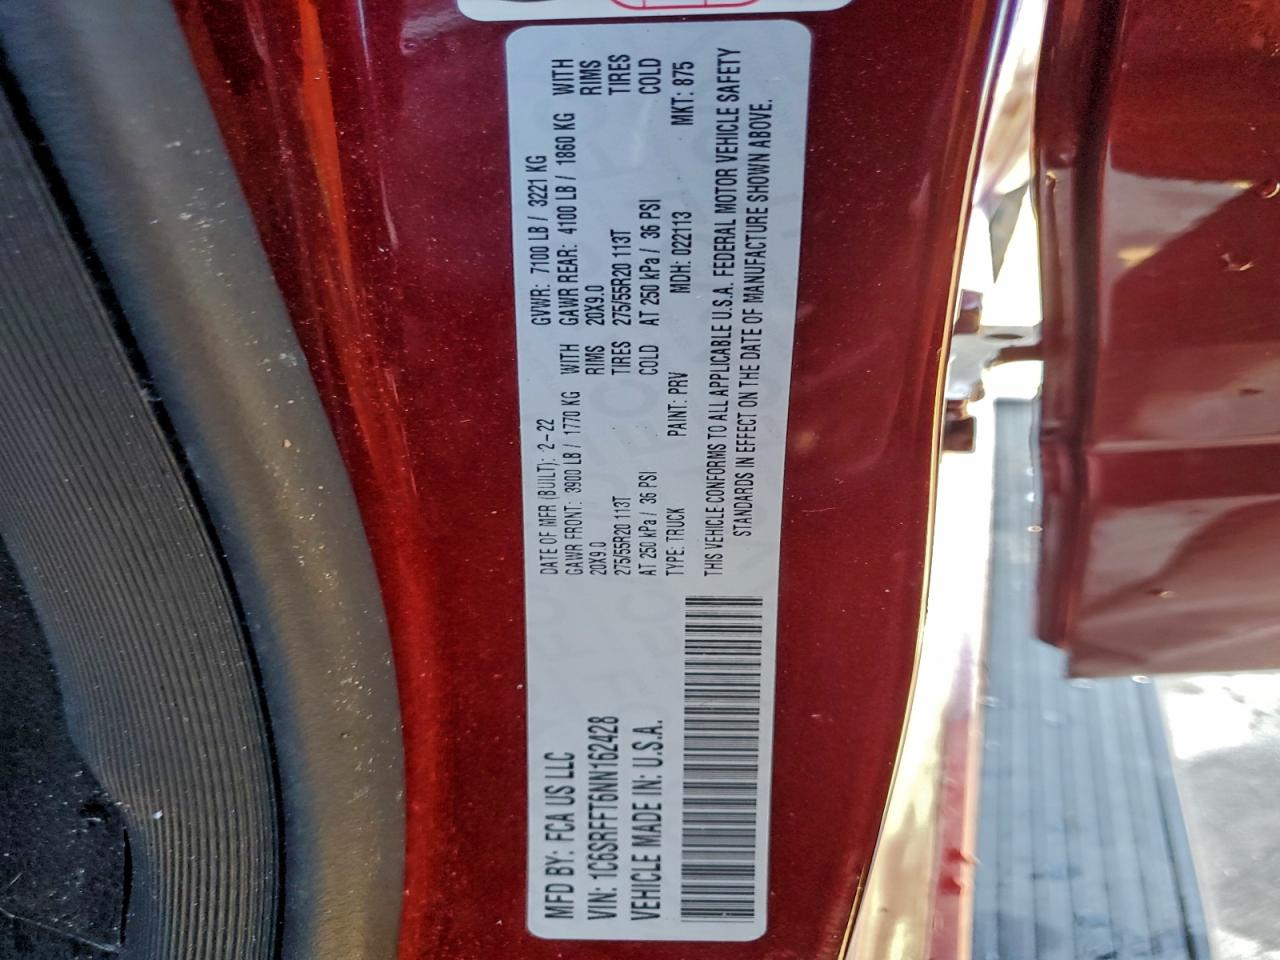 MFD BY: FCA US LLC
VIN: 1C6SRFFT6NN162428
VEHICLE MADE IN: U.S.A.
DATE OF MFR (BUILT): 2-22 GVWR: 7100 LB / 3221 KG
GAWR FRONT: 3900 LB / 1770 KG WITH GAWR REAR: 4100 LB / 1860 KG WITH
20X9.0 RIMS 20X9.0 RIMS
275/55R20 113T TIRES 275/55R20 113T TIRES
AT 250 kPa / 36 PSI COLD AT 250 kPa / 36 PSI COLD
TYPE: TRUCK PAINT: PRV MDH: 022113 MKT: 875
THIS VEHICLE CONFORMS TO ALL APPLICABLE U.S.A. FEDERAL MOTOR VEHICLE SAFETY
STANDARDS IN EFFECT ON THE DATE OF MANUFACTURE SHOWN ABOVE.